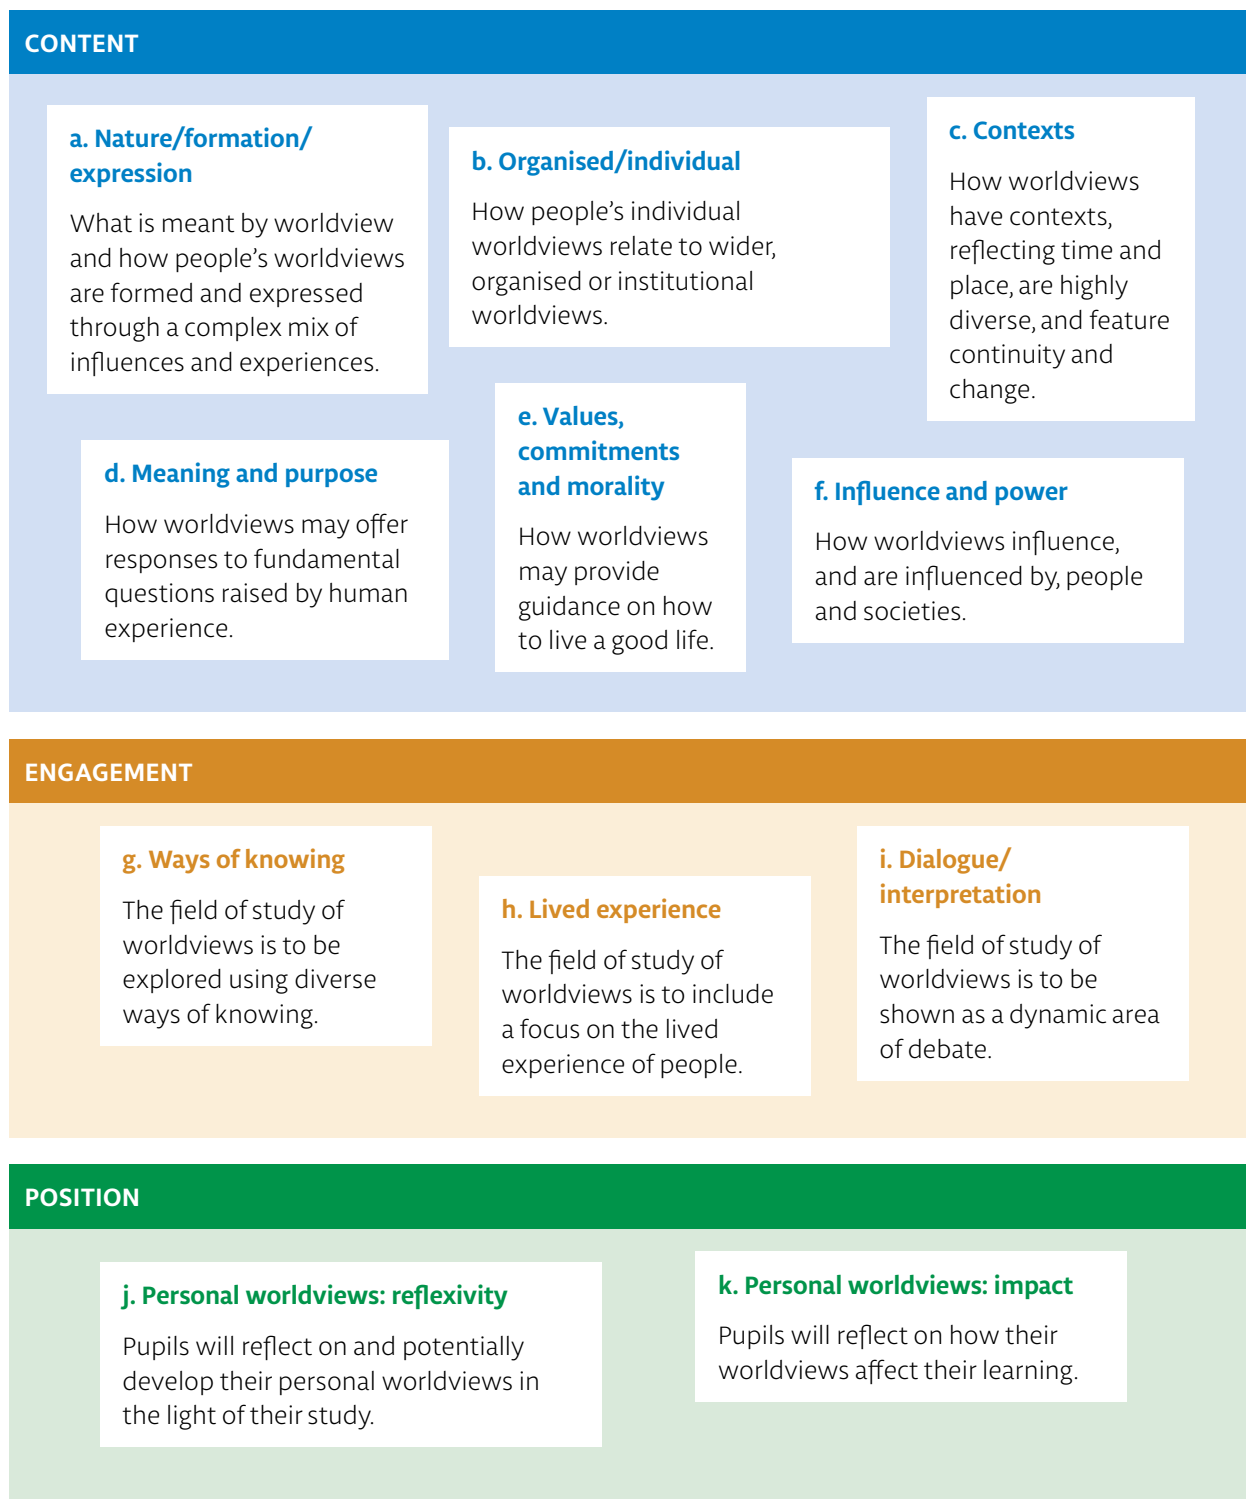 CONTENT
a. Nature/formation/
expression
What is meant by worldview
and how people’s worldviews
are formed and expressed
through a complex mix of
influences and experiences.
b. Organised/individual
How people’s individual
worldviews relate to wider,
organised or institutional
worldviews.
c. Contexts
How worldviews
have contexts,
reflecting time and
place, are highly
diverse, and feature
continuity and
change.
d. Meaning and purpose
How worldviews may offer
responses to fundamental
questions raised by human
experience.
e. Values,
commitments
and morality
How worldviews
may provide
guidance on how
to live a good life.
f. Influence and power
How worldviews influence,
and are influenced by, people
and societies.
ENGAGEMENT
g. Ways of knowing
The field of study of
worldviews is to be
explored using diverse
ways of knowing.
h. Lived experience
The field of study of
worldviews is to include
a focus on the lived
experience of people.
i. Dialogue/
interpretation
The field of study of
worldviews is to be
shown as a dynamic area
of debate.
POSITION
j. Personal worldviews: reflexivity
Pupils will reflect on and potentially
develop their personal worldviews in
the light of their study.
k. Personal worldviews: impact
Pupils will reflect on how their
worldviews affect their learning.